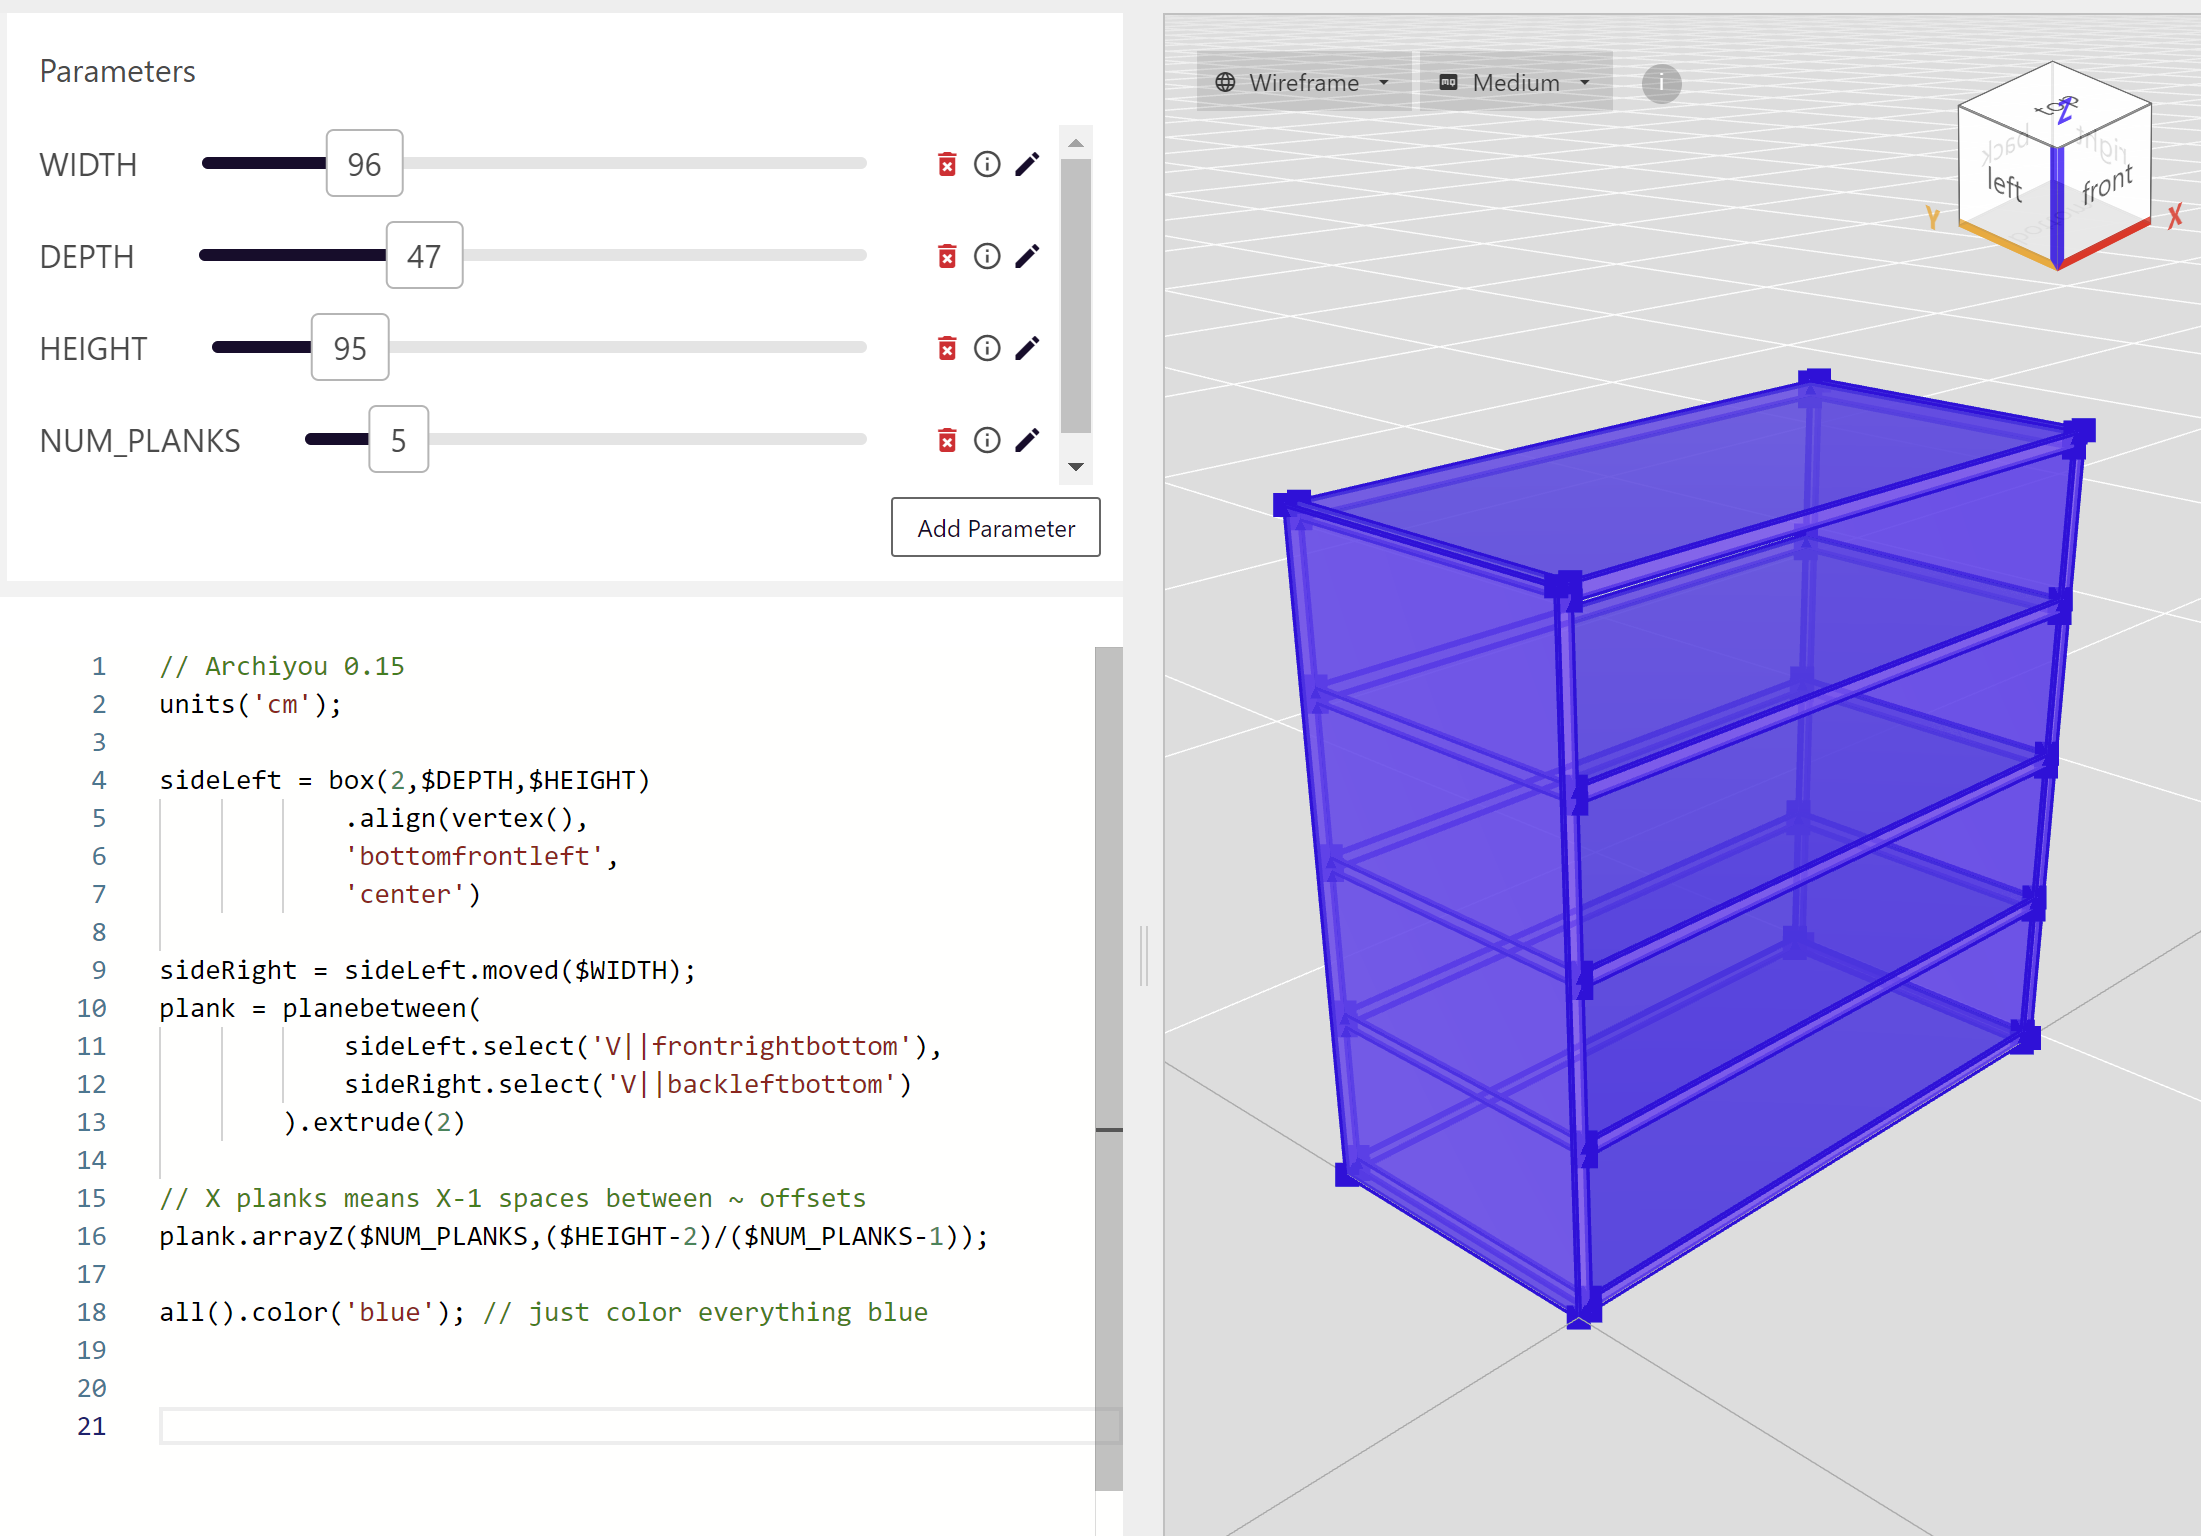 Parameters
WIDTH 96
DEPTH 47
HEIGHT 95
NUM_PLANKS 5
Add Parameter
1 // Archiyou 0.15
2 units('cm');
3
4 sideLeft = box(2,$DEPTH,$HEIGHT)
5 .align(vertex(),
6 'bottomfrontleft',
7 'center')
8
9 sideRight = sideLeft.moved($WIDTH);
10 plank = planebetween(
11 sideLeft.select('V||frontrightbottom'),
12 sideRight.select('V||backleftbottom')
13 ).extrude(2)
14
15 // X planks means X-1 spaces between ~ offsets
16 plank.arrayZ($NUM_PLANKS,($HEIGHT-2)/($NUM_PLANKS-1));
17
18 all().color('blue'); // just color everything blue
19
20
21
Wireframe
MQ Medium
i
top
Z
back
right
left
front
Y
X